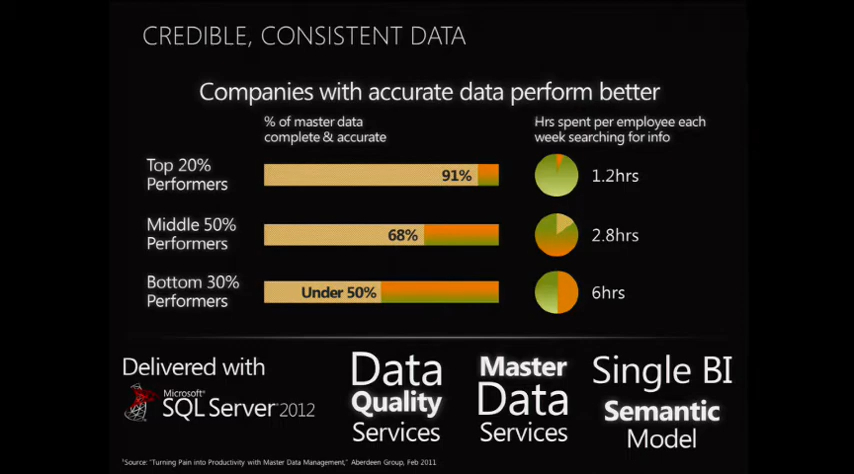 CREDIBLE, CONSISTENT DATA
Companies with accurate data perform better
% of master data
complete & accurate
Hrs spent per employee each
week searching for info
Top 20%
Performers
91%
1.2hrs
Middle 50%
Performers
68%
2.8hrs
Bottom 30%
Performers
Under 50%
6hrs
Delivered with
Microsoft®
SQL Server® 2012
Data
Quality
Services
Master
Data
Services
Single BI
Semantic
Model
¹Source: "Turning Pain into Productivity with Master Data Management," Aberdeen Group, Feb 2011